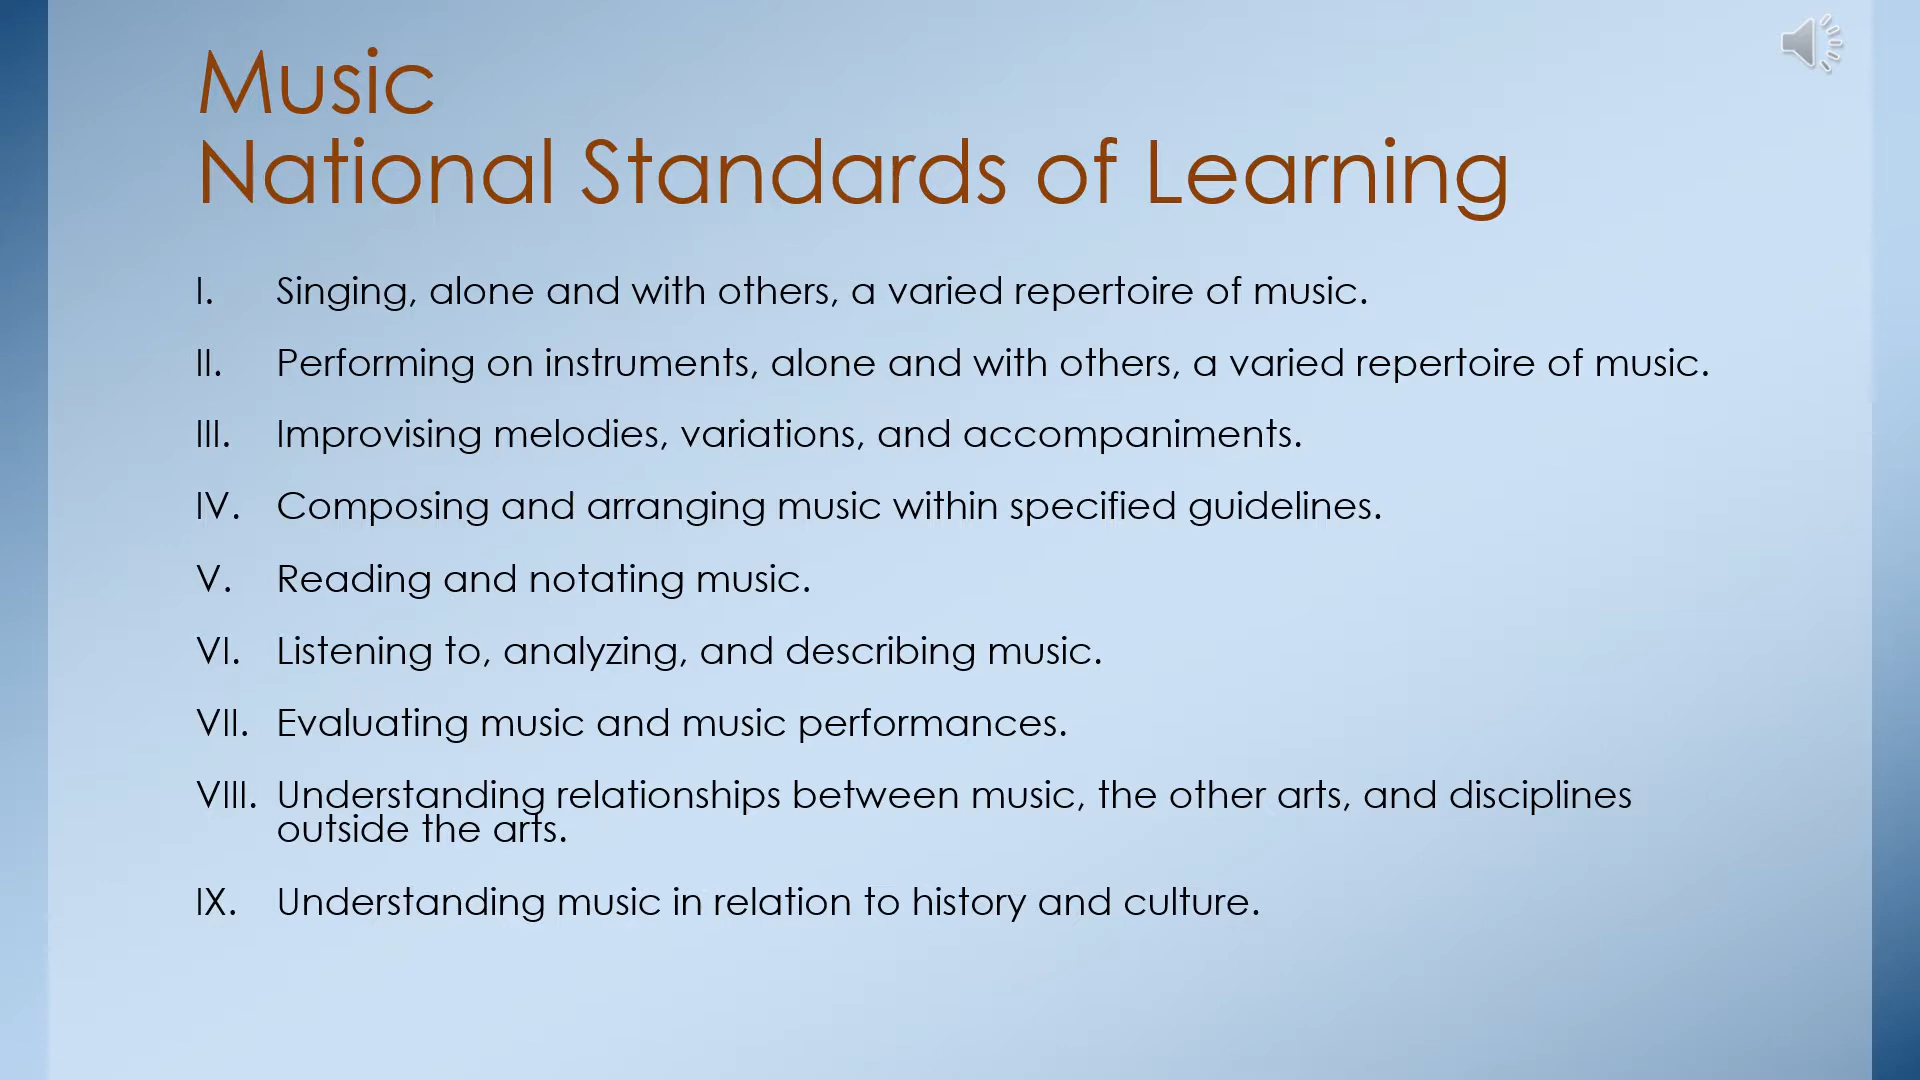 Music
National Standards of Learning
I. Singing, alone and with others, a varied repertoire of music.
II. Performing on instruments, alone and with others, a varied repertoire of music.
III. Improvising melodies, variations, and accompaniments.
IV. Composing and arranging music within specified guidelines.
V. Reading and notating music.
VI. Listening to, analyzing, and describing music.
VII. Evaluating music and music performances.
VIII. Understanding relationships between music, the other arts, and disciplines
outside the arts.
IX. Understanding music in relation to history and culture.